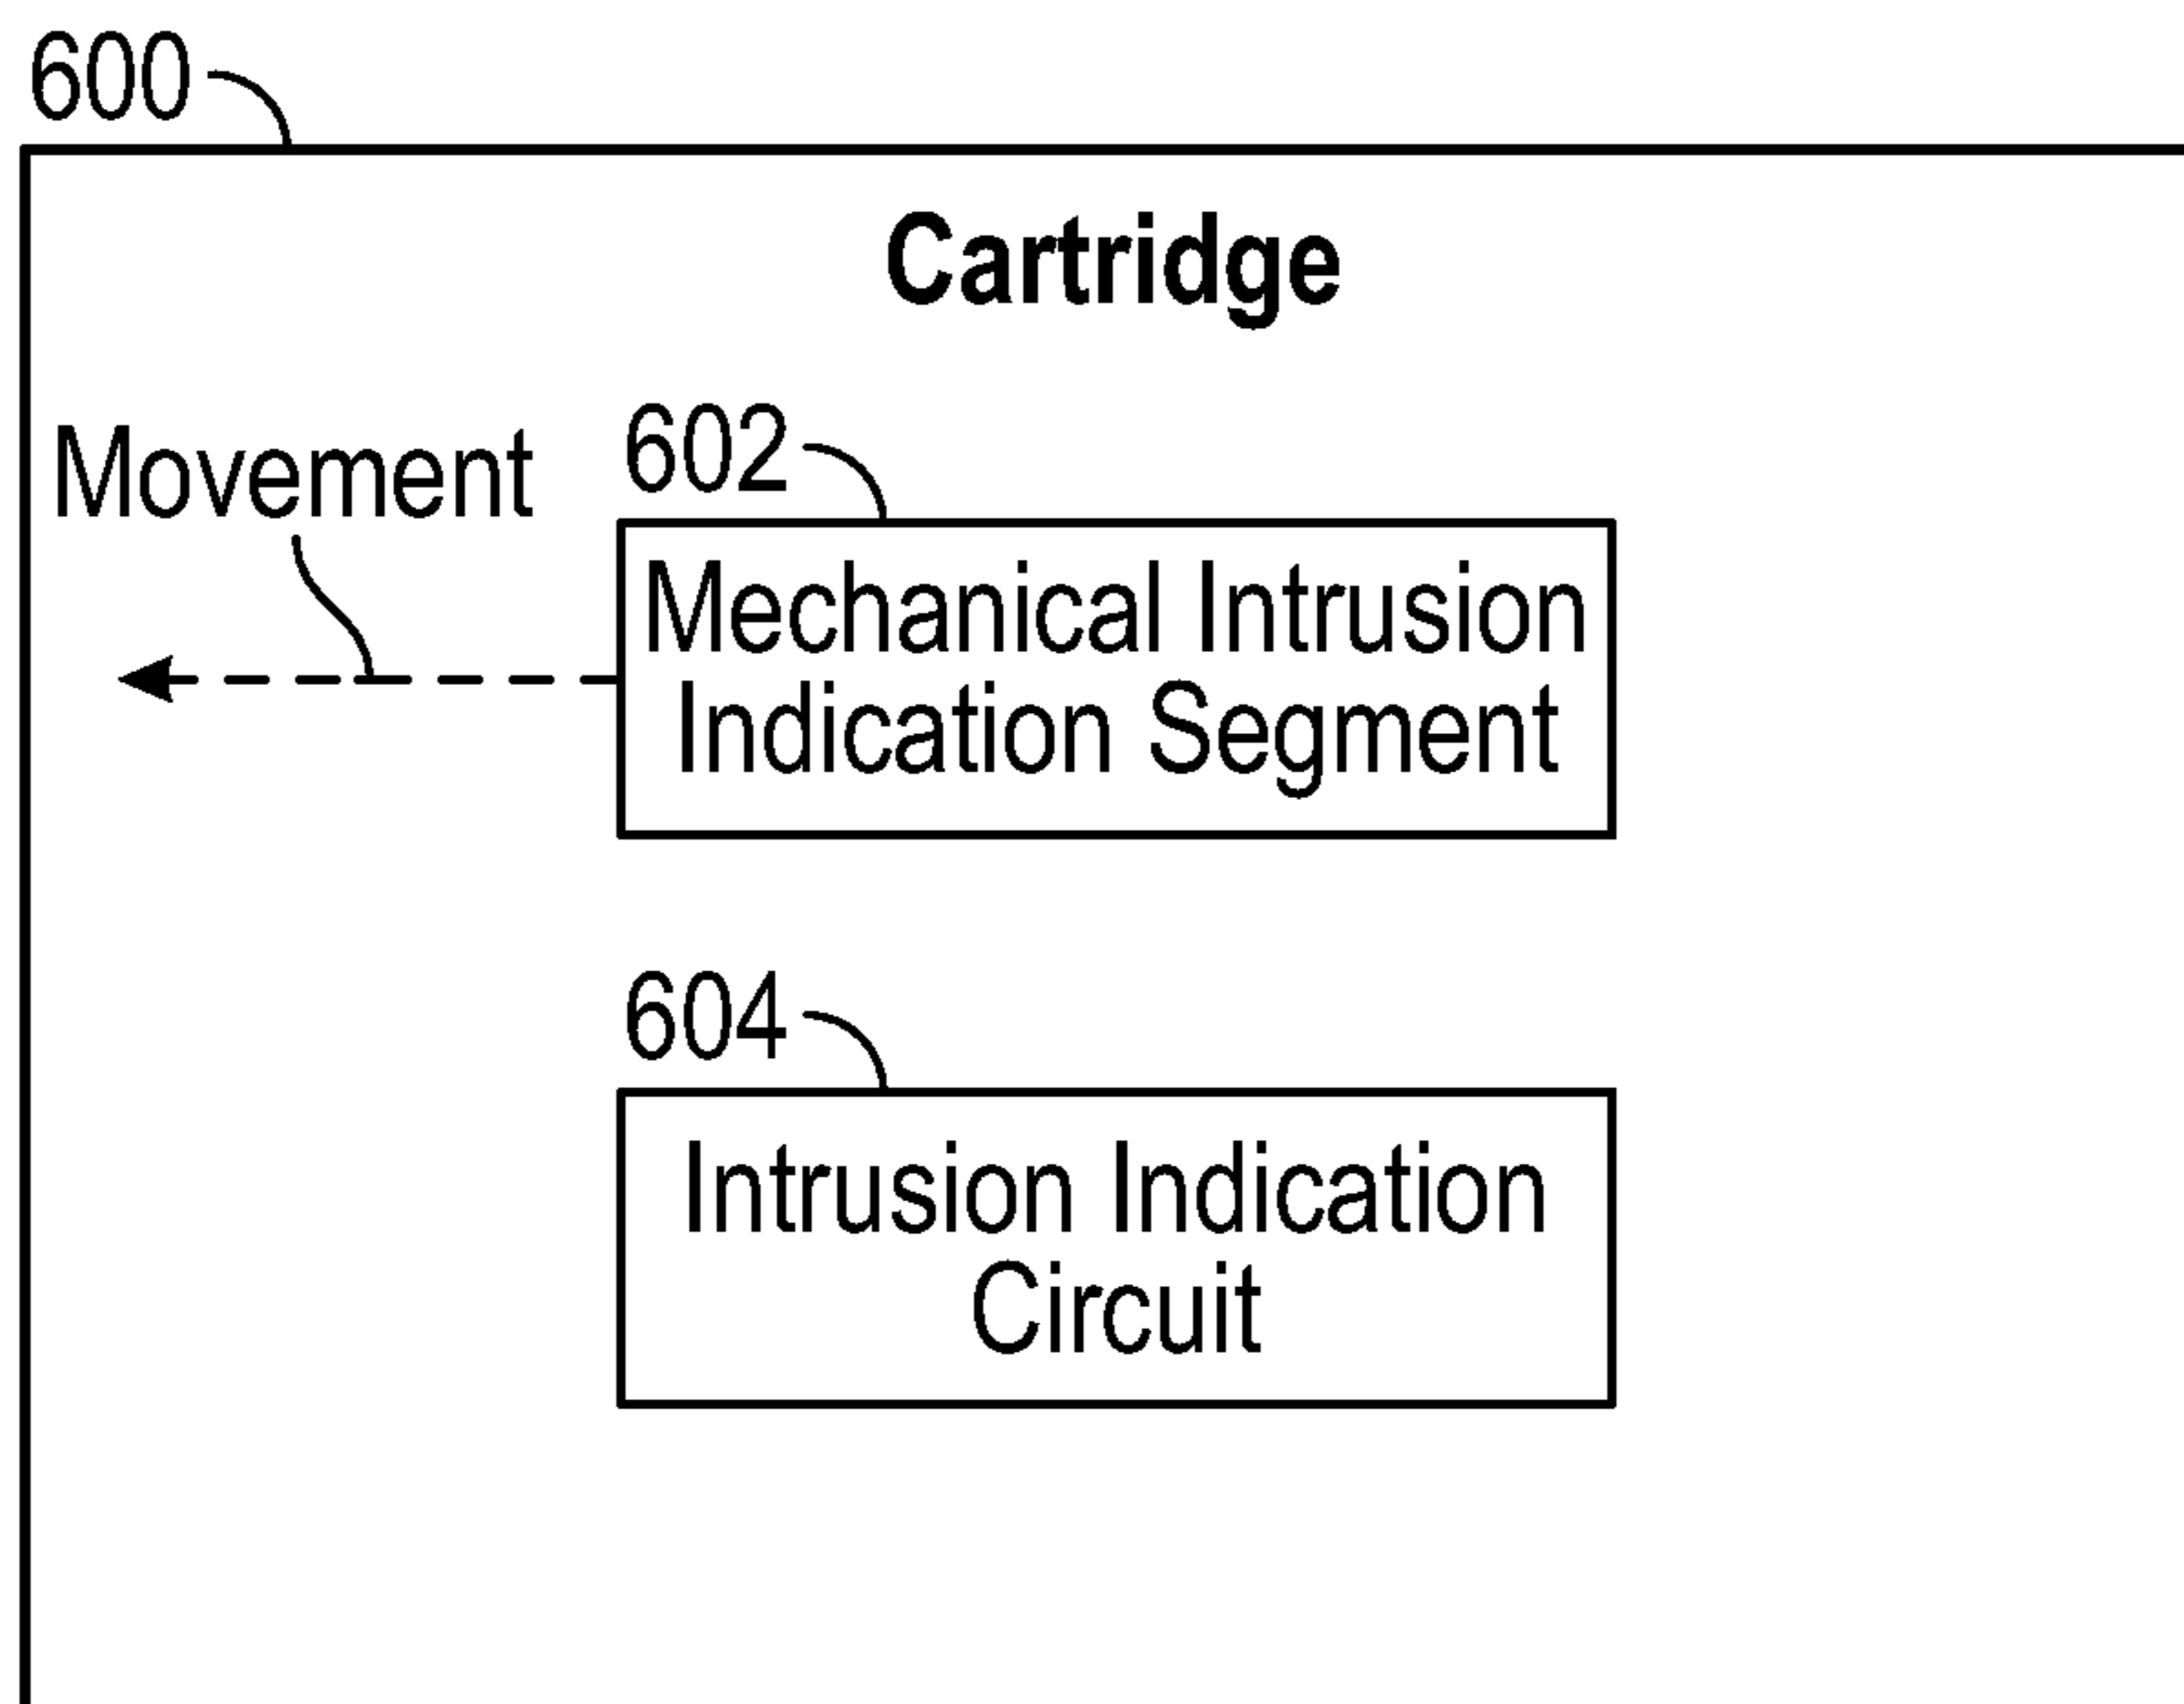 600
Cartridge
Movement
602
Mechanical Intrusion
Indication Segment
604
Intrusion Indication
Circuit